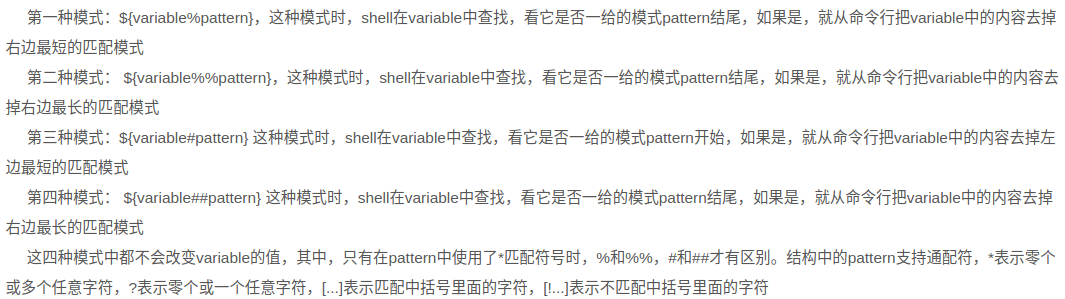 第一种模式：${variable%pattern}，这种模式时，shell在variable中查找，看它是否一给的模式pattern结尾，如果是，就从命令行把variable中的内容去掉
右边最短的匹配模式
第二种模式： ${variable%%pattern}，这种模式时，shell在variable中查找，看它是否一给的模式pattern结尾，如果是，就从命令行把variable中的内容去
掉右边最长的匹配模式
第三种模式：${variable#pattern} 这种模式时，shell在variable中查找，看它是否一给的模式pattern开始，如果是，就从命令行把variable中的内容去掉左
边最短的匹配模式
第四种模式： ${variable##pattern} 这种模式时，shell在variable中查找，看它是否一给的模式pattern结尾，如果是，就从命令行把variable中的内容去掉
右边最长的匹配模式
这四种模式中都不会改变variable的值，其中，只有在pattern中使用了*匹配符号时，%和%%，#和##才有区别。结构中的pattern支持通配符，*表示零个
或多个任意字符，?表示零个或一个任意字符，[...]表示匹配中括号里面的字符，[!...]表示不匹配中括号里面的字符